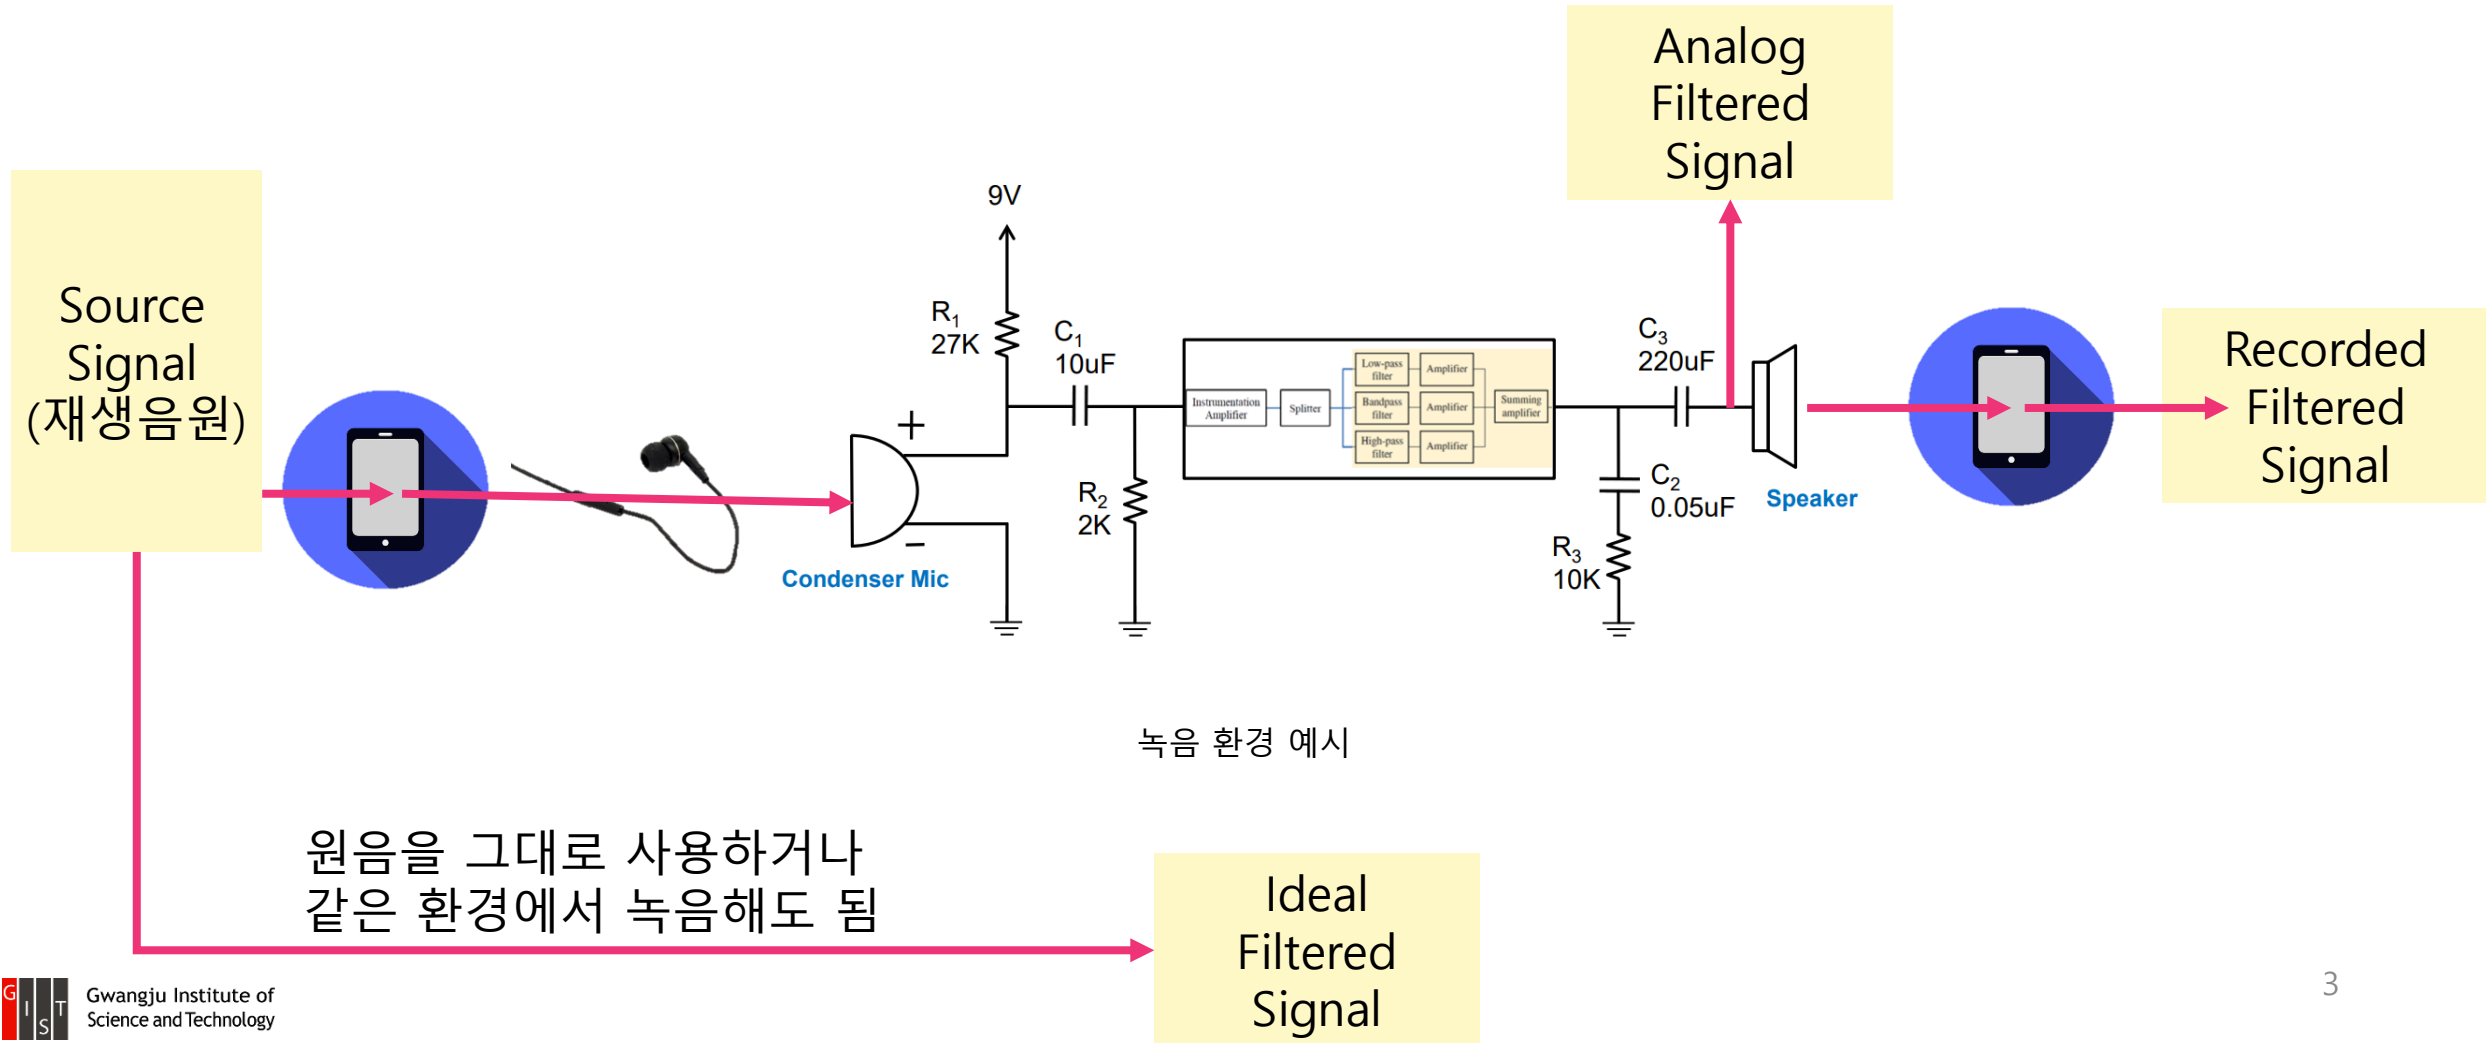 Source
Signal
(재생음원)
9V
R1
27K
C1
10uF
+
−
Condenser Mic
R2
2K
Instrumentation
Amplifier
Splitter
Low-pass
filter
Amplifier
Bandpass
filter
Amplifier
High-pass
filter
Amplifier
Summing
amplifier
C3
220uF
C2
0.05uF
R3
10K
Speaker
Analog
Filtered
Signal
Recorded
Filtered
Signal
녹음 환경 예시
원음을 그대로 사용하거나
같은 환경에서 녹음해도 됨
Ideal
Filtered
Signal
GIST
Gwangju Institute of
Science and Technology
3